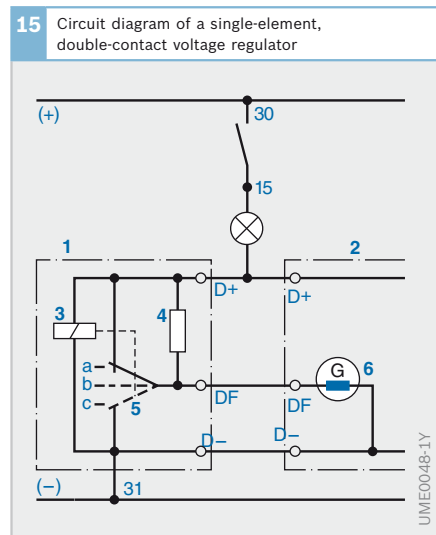 15 Circuit diagram of a single-element,
double-contact voltage regulator
(+)
30
15
1
2
D+
D+
3
4
G
6
a
b
c
5
DF
DF
D–
D–
(–)
31
UME0048-1Y